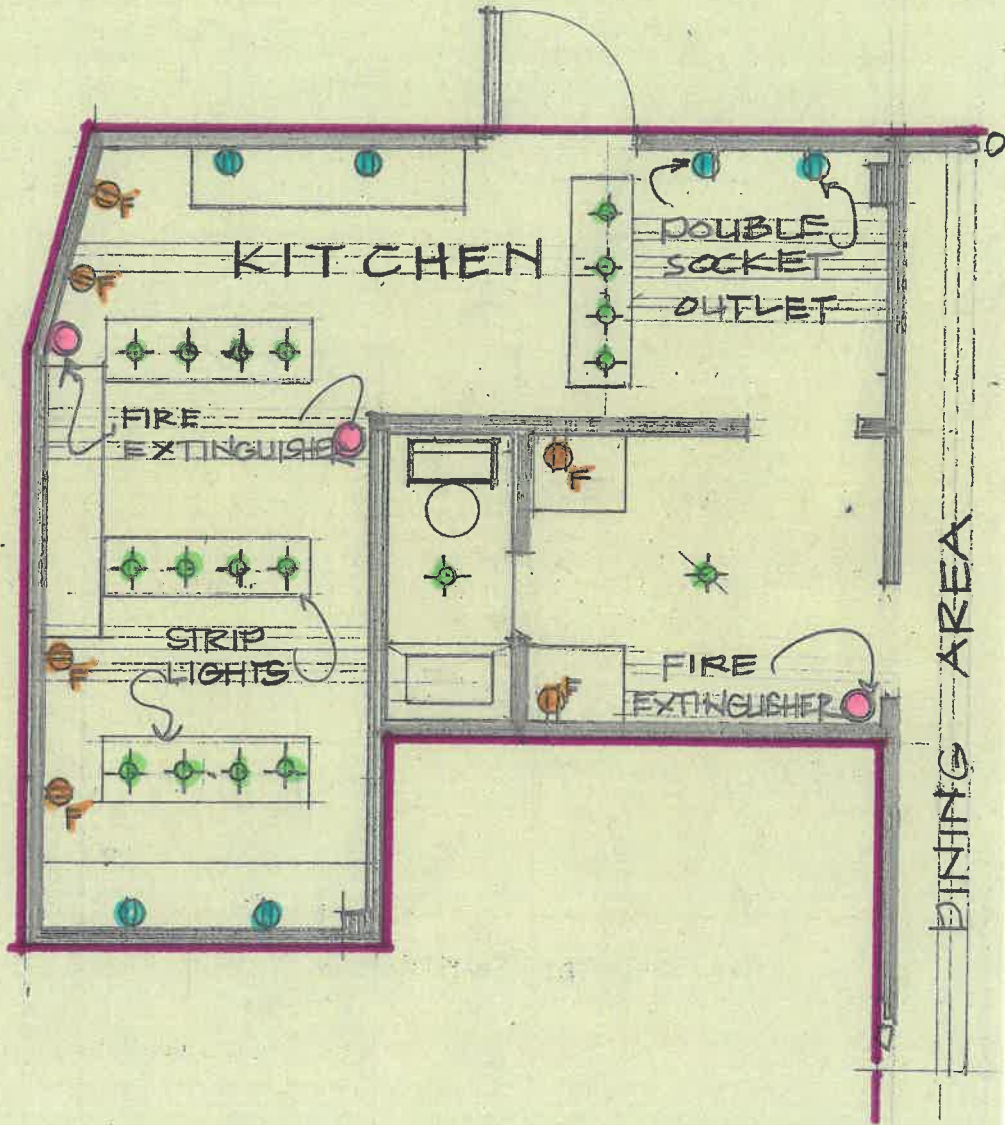 KITCHEN
DOUBLE
SOCKET
OUTLET
F
F
FIRE
EXTINGUISHER
F
STRIP
LIGHTS
F
F
F
FIRE
EXTINGUISHER
DINING AREA